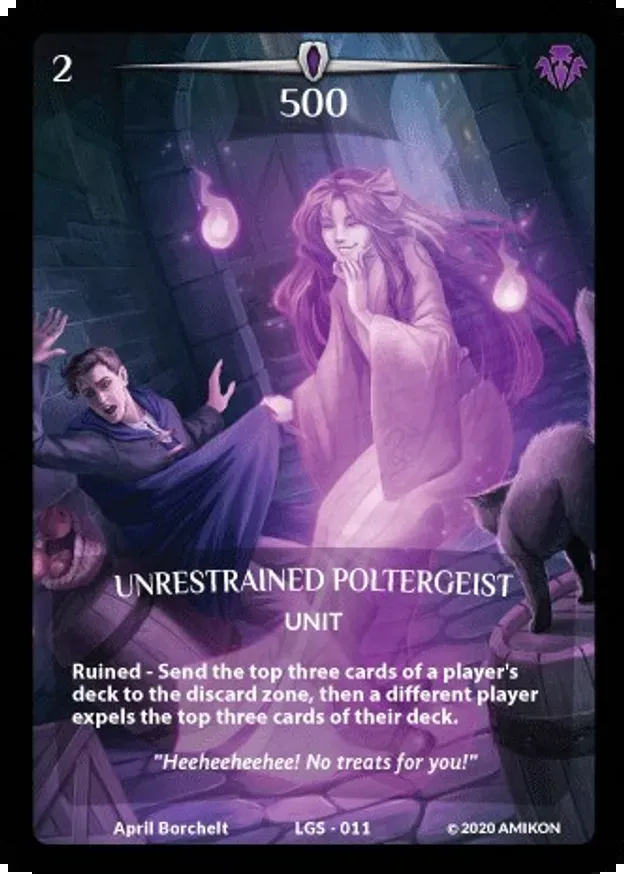 2
500
UNRESTRAINED POLTERGEIST
UNIT
Ruined - Send the top three cards of a player's
deck to the discard zone, then a different player
expels the top three cards of their deck.
"Heeheeheehee! No treats for you!"
April Borchelt LGS - 011 © 2020 AMIKON